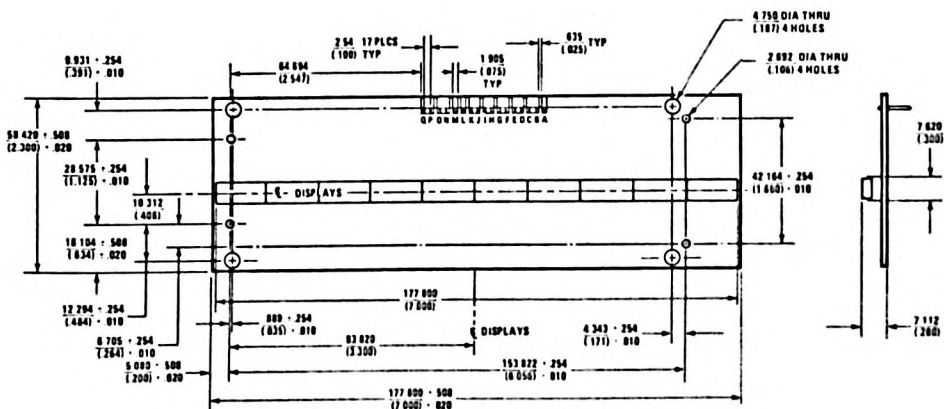 4.750 DIA THRU
(.187) 4 HOLES
2.54 17 PLCS
(.100) TYP
.635 TYP
(.025)
9.931 ± .254
(.391) ± .010
64.694
(2.547)
1.905
(.075)
TYP
2.692 DIA THRU
(.106) 4 HOLES
Q P O N M L K J I H G F E D C B A
58.420 ± .508
(2.300) ± .020
28.575 ± .254
(1.125) ± .010
7.620
(.300)
42.164 ± .254
(1.660) ± .010
℄ DISPLAYS
10.312
(.406)
16.104 ± .508
(.634) ± .020
177.800
(7.000)
12.294 ± .254
(.484) ± .010
.889 ± .254
(.035) ± .010
℄ DISPLAYS
4.343 ± .254
(.171) ± .010
7.112
(.280)
6.705 ± .254
(.264) ± .010
83.820
(3.300)
5.080 ± .508
(.200) ± .020
153.822 ± .254
(6.056) ± .010
177.800 ± .508
(7.000) ± .020